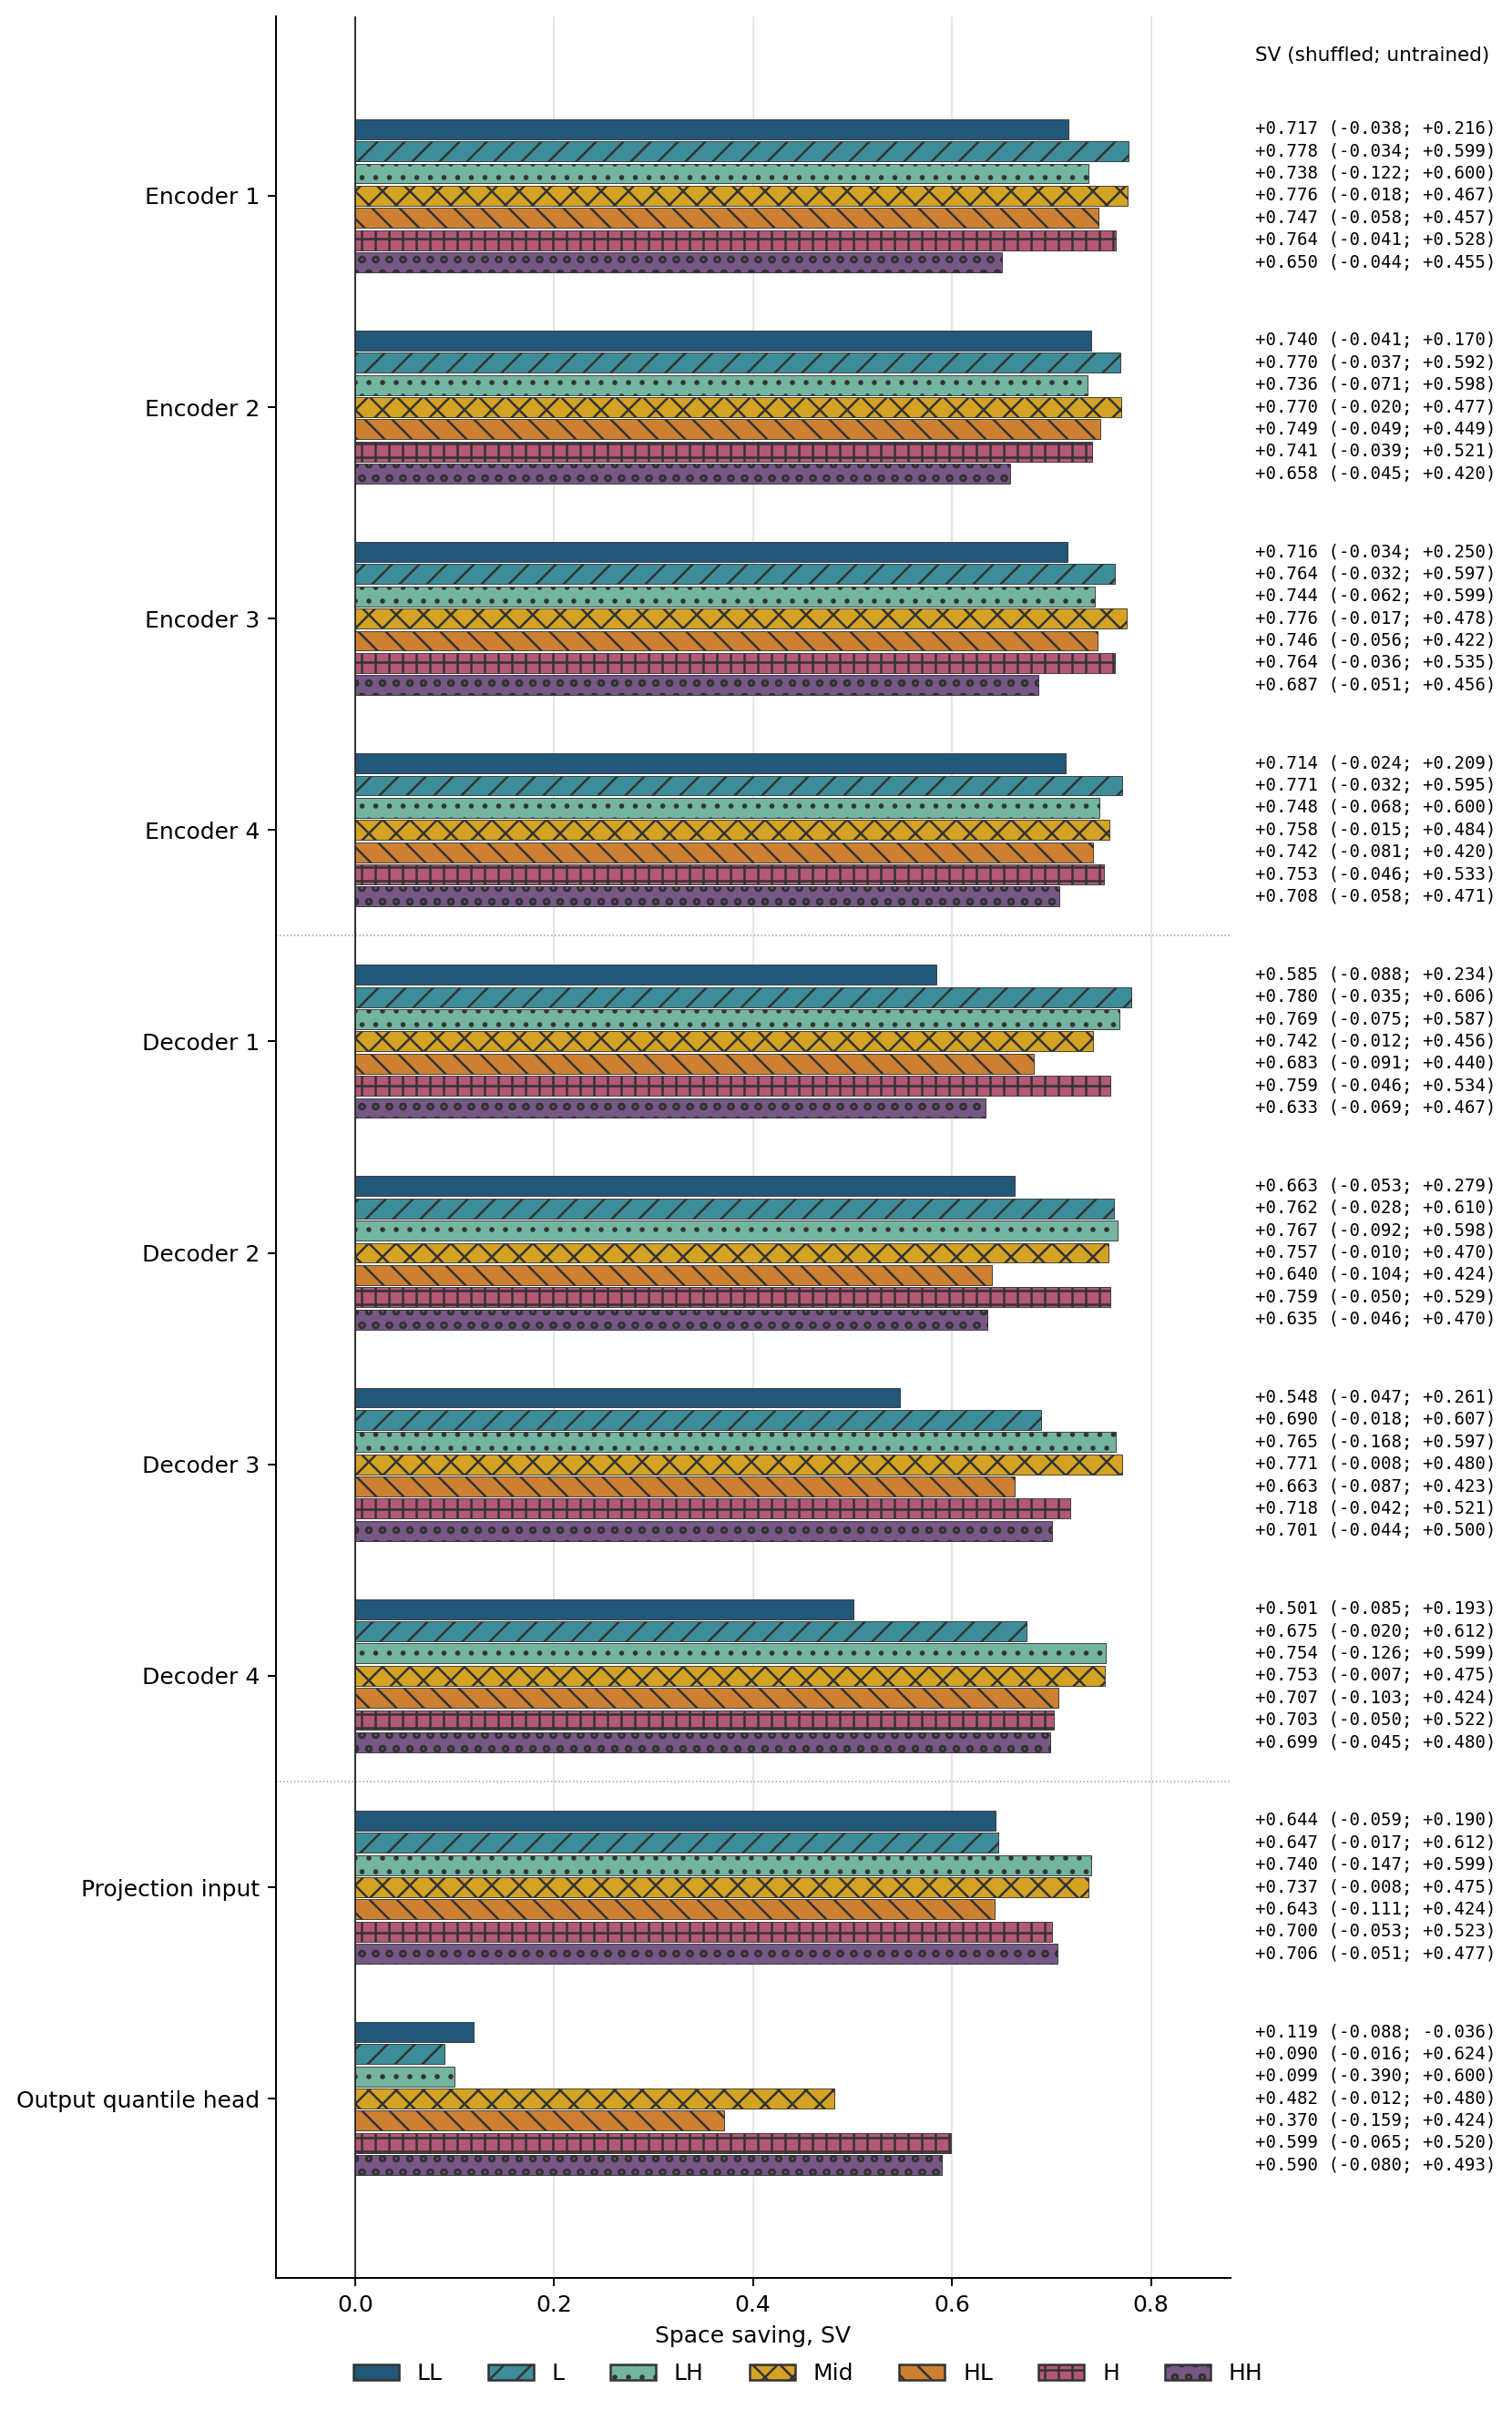 SV (shuffled; untrained)
Encoder 1
+0.717 (-0.038; +0.216)
+0.778 (-0.034; +0.599)
+0.738 (-0.122; +0.600)
+0.776 (-0.018; +0.467)
+0.747 (-0.058; +0.457)
+0.764 (-0.041; +0.528)
+0.650 (-0.044; +0.455)
Encoder 2
+0.740 (-0.041; +0.170)
+0.770 (-0.037; +0.592)
+0.736 (-0.071; +0.598)
+0.770 (-0.020; +0.477)
+0.749 (-0.049; +0.449)
+0.741 (-0.039; +0.521)
+0.658 (-0.045; +0.420)
Encoder 3
+0.716 (-0.034; +0.250)
+0.764 (-0.032; +0.597)
+0.744 (-0.062; +0.599)
+0.776 (-0.017; +0.478)
+0.746 (-0.056; +0.422)
+0.764 (-0.036; +0.535)
+0.687 (-0.051; +0.456)
Encoder 4
+0.714 (-0.024; +0.209)
+0.771 (-0.032; +0.595)
+0.748 (-0.068; +0.600)
+0.758 (-0.015; +0.484)
+0.742 (-0.081; +0.420)
+0.753 (-0.046; +0.533)
+0.708 (-0.058; +0.471)
Decoder 1
+0.585 (-0.088; +0.234)
+0.780 (-0.035; +0.606)
+0.769 (-0.075; +0.587)
+0.742 (-0.012; +0.456)
+0.683 (-0.091; +0.440)
+0.759 (-0.046; +0.534)
+0.633 (-0.069; +0.467)
Decoder 2
+0.663 (-0.053; +0.279)
+0.762 (-0.028; +0.610)
+0.767 (-0.092; +0.598)
+0.757 (-0.010; +0.470)
+0.640 (-0.104; +0.424)
+0.759 (-0.050; +0.529)
+0.635 (-0.046; +0.470)
Decoder 3
+0.548 (-0.047; +0.261)
+0.690 (-0.018; +0.607)
+0.765 (-0.168; +0.597)
+0.771 (-0.008; +0.480)
+0.663 (-0.087; +0.423)
+0.718 (-0.042; +0.521)
+0.701 (-0.044; +0.500)
Decoder 4
+0.501 (-0.085; +0.193)
+0.675 (-0.020; +0.612)
+0.754 (-0.126; +0.599)
+0.753 (-0.007; +0.475)
+0.707 (-0.103; +0.424)
+0.703 (-0.050; +0.522)
+0.699 (-0.045; +0.480)
Projection input
+0.644 (-0.059; +0.190)
+0.647 (-0.017; +0.612)
+0.740 (-0.147; +0.599)
+0.737 (-0.008; +0.475)
+0.643 (-0.111; +0.424)
+0.700 (-0.053; +0.523)
+0.706 (-0.051; +0.477)
Output quantile head
+0.119 (-0.088; -0.036)
+0.090 (-0.016; +0.624)
+0.099 (-0.390; +0.600)
+0.482 (-0.012; +0.480)
+0.370 (-0.159; +0.424)
+0.599 (-0.065; +0.520)
+0.590 (-0.080; +0.493)
0.0 0.2 0.4 0.6 0.8
Space saving, SV
LL L LH Mid HL H HH